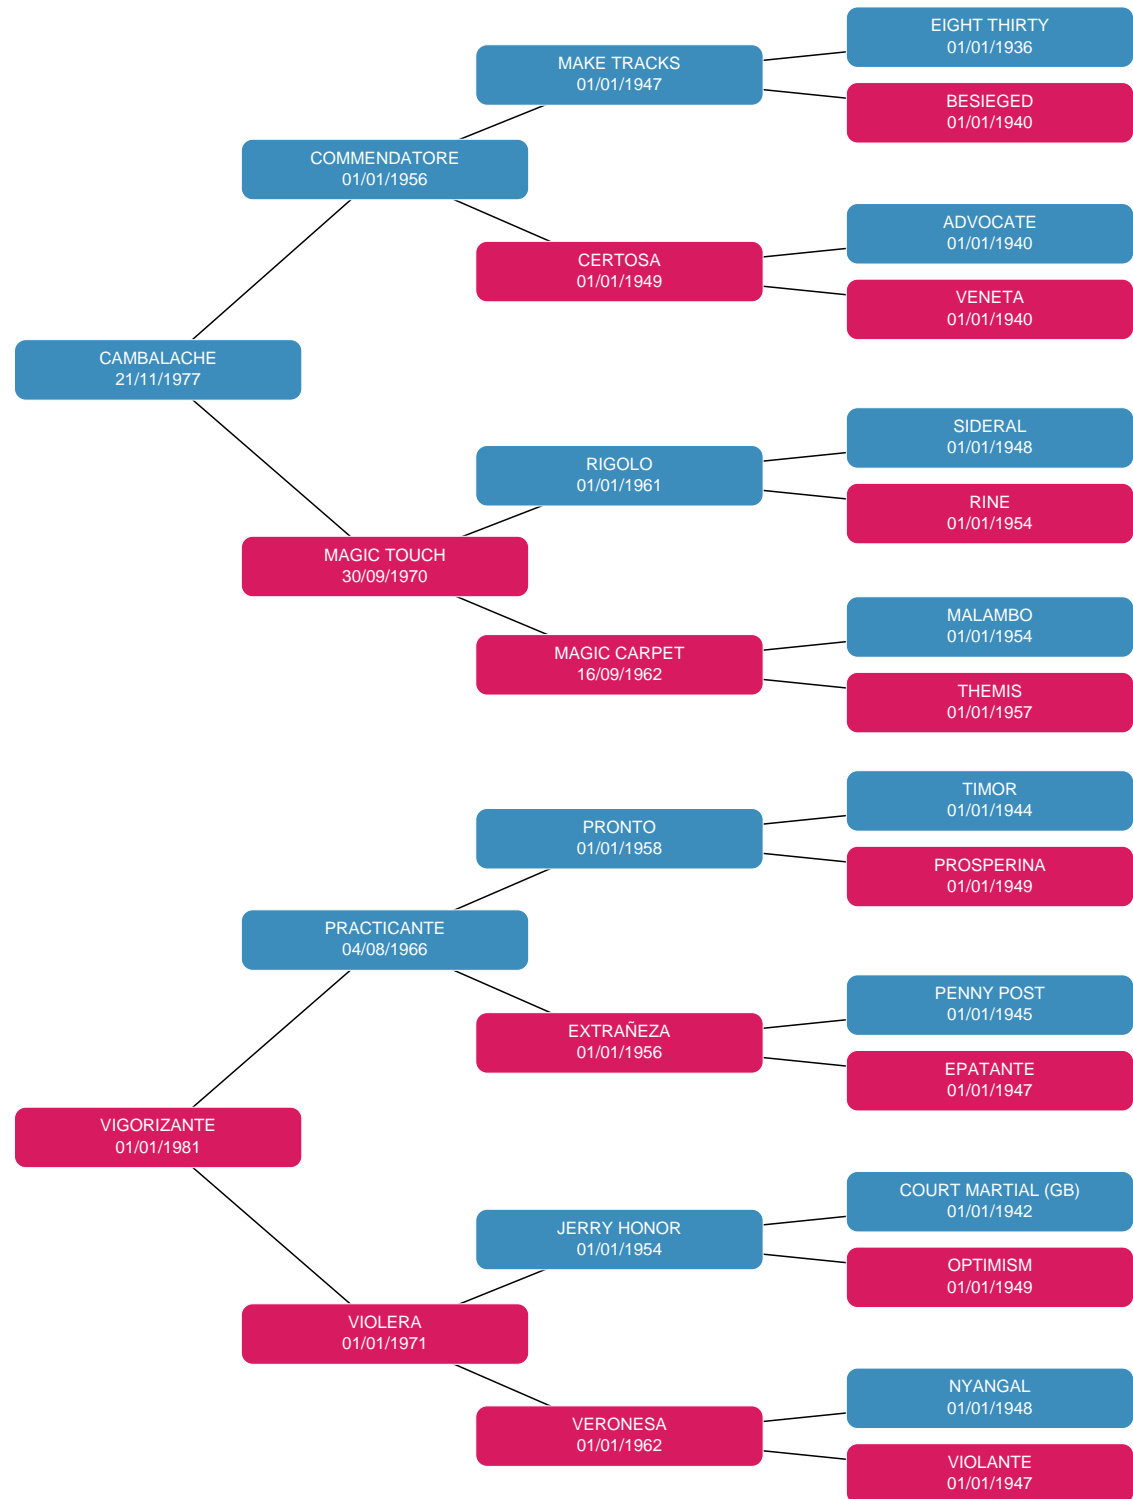 EIGHT THIRTY
01/01/1936
MAKE TRACKS
01/01/1947
BESIEGED
01/01/1940
COMMENDATORE
01/01/1956
ADVOCATE
01/01/1940
CERTOSA
01/01/1949
VENETA
01/01/1940
CAMBALACHE
21/11/1977
SIDERAL
01/01/1948
RIGOLO
01/01/1961
RINE
01/01/1954
MAGIC TOUCH
30/09/1970
MALAMBO
01/01/1954
MAGIC CARPET
16/09/1962
THEMIS
01/01/1957
TIMOR
01/01/1944
PRONTO
01/01/1958
PROSPERINA
01/01/1949
PRACTICANTE
04/08/1966
PENNY POST
01/01/1945
EXTRAÑEZA
01/01/1956
EPATANTE
01/01/1947
VIGORIZANTE
01/01/1981
COURT MARTIAL (GB)
01/01/1942
JERRY HONOR
01/01/1954
OPTIMISM
01/01/1949
VIOLERA
01/01/1971
NYANGAL
01/01/1948
VERONESA
01/01/1962
VIOLANTE
01/01/1947